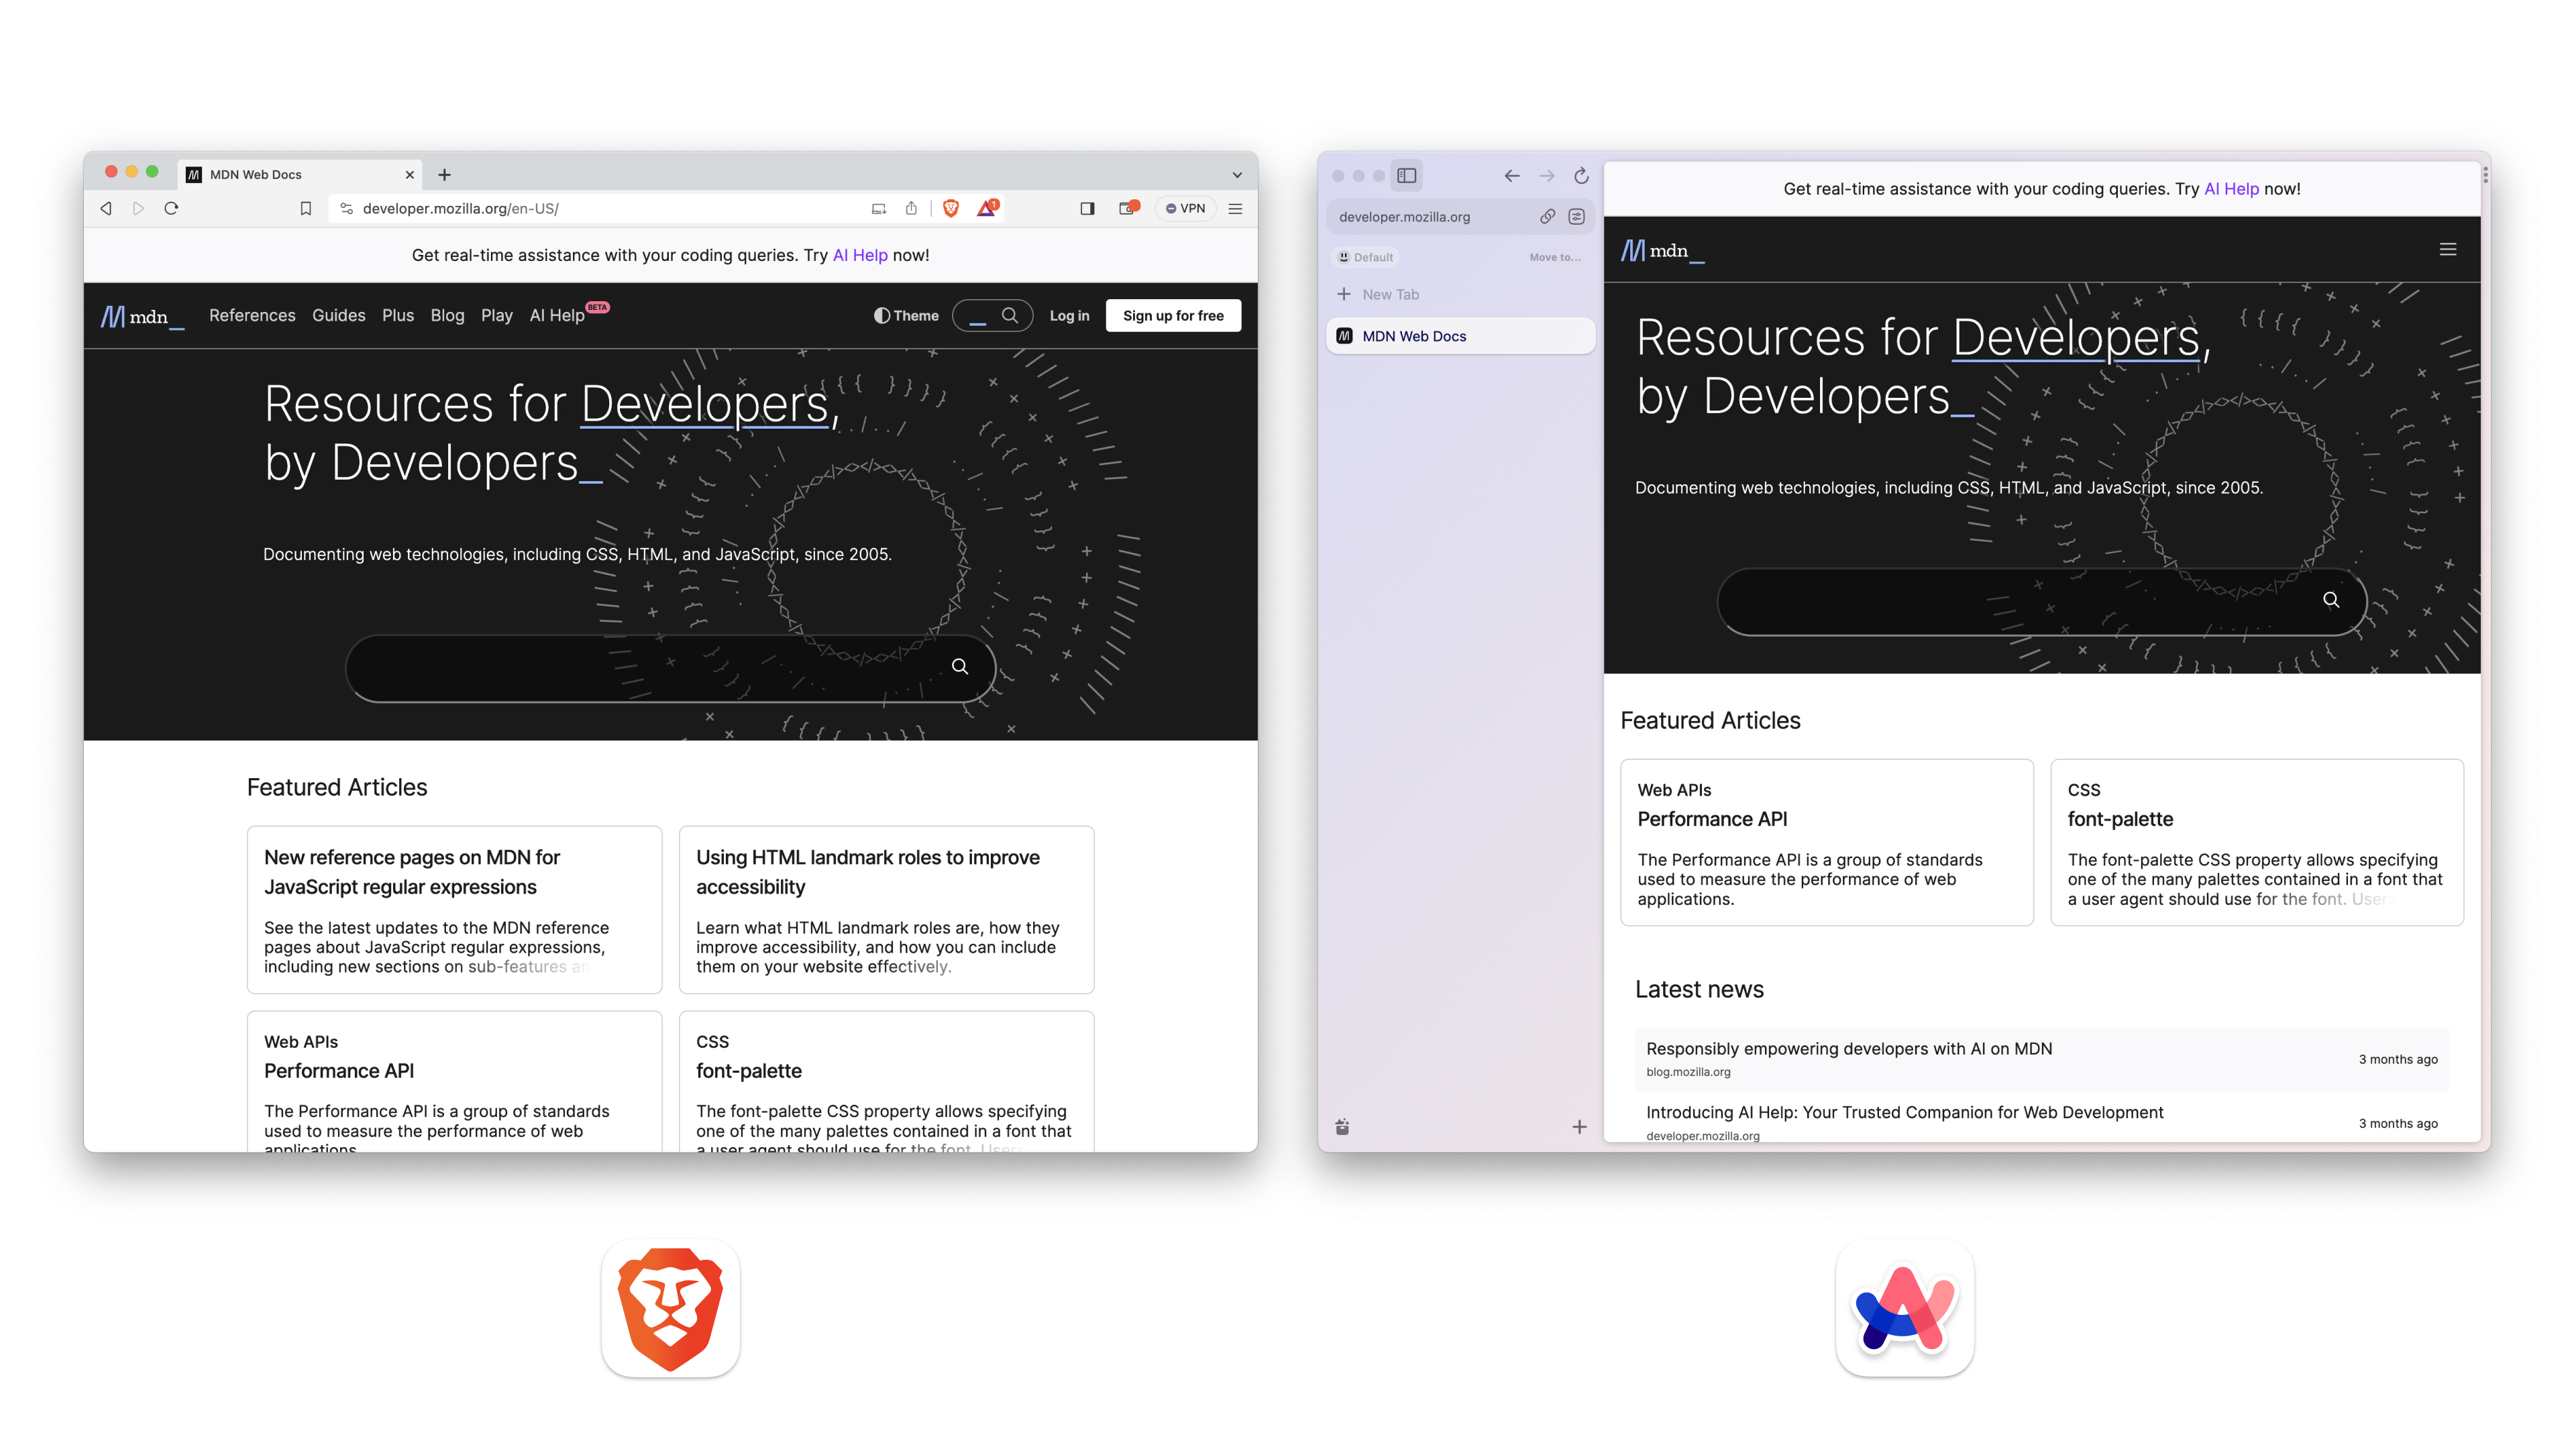 MDN Web Docs
developer.mozilla.org/en-US/
1
VPN
Get real-time assistance with your coding queries. Try AI Help now!
mdn_
References Guides Plus Blog Play AI Help BETA
Theme
Log in
Sign up for free
Resources for Developers,
by Developers_
Documenting web technologies, including CSS, HTML, and JavaScript, since 2005.
Featured Articles
New reference pages on MDN for
JavaScript regular expressions
See the latest updates to the MDN reference
pages about JavaScript regular expressions,
including new sections on sub-features an
Using HTML landmark roles to improve
accessibility
Learn what HTML landmark roles are, how they
improve accessibility, and how you can include
them on your website effectively.
Web APIs
Performance API
The Performance API is a group of standards
used to measure the performance of web
applications.
CSS
font-palette
The font-palette CSS property allows specifying
one of the many palettes contained in a font that
a user agent should use for the font. Users
developer.mozilla.org
Default
Move to...
New Tab
MDN Web Docs
Get real-time assistance with your coding queries. Try AI Help now!
mdn_
Resources for Developers,
by Developers_
Documenting web technologies, including CSS, HTML, and JavaScript, since 2005.
Featured Articles
Web APIs
Performance API
The Performance API is a group of standards
used to measure the performance of web
applications.
CSS
font-palette
The font-palette CSS property allows specifying
one of the many palettes contained in a font that
a user agent should use for the font. Users
Latest news
Responsibly empowering developers with AI on MDN
blog.mozilla.org
3 months ago
Introducing AI Help: Your Trusted Companion for Web Development
developer.mozilla.org
3 months ago